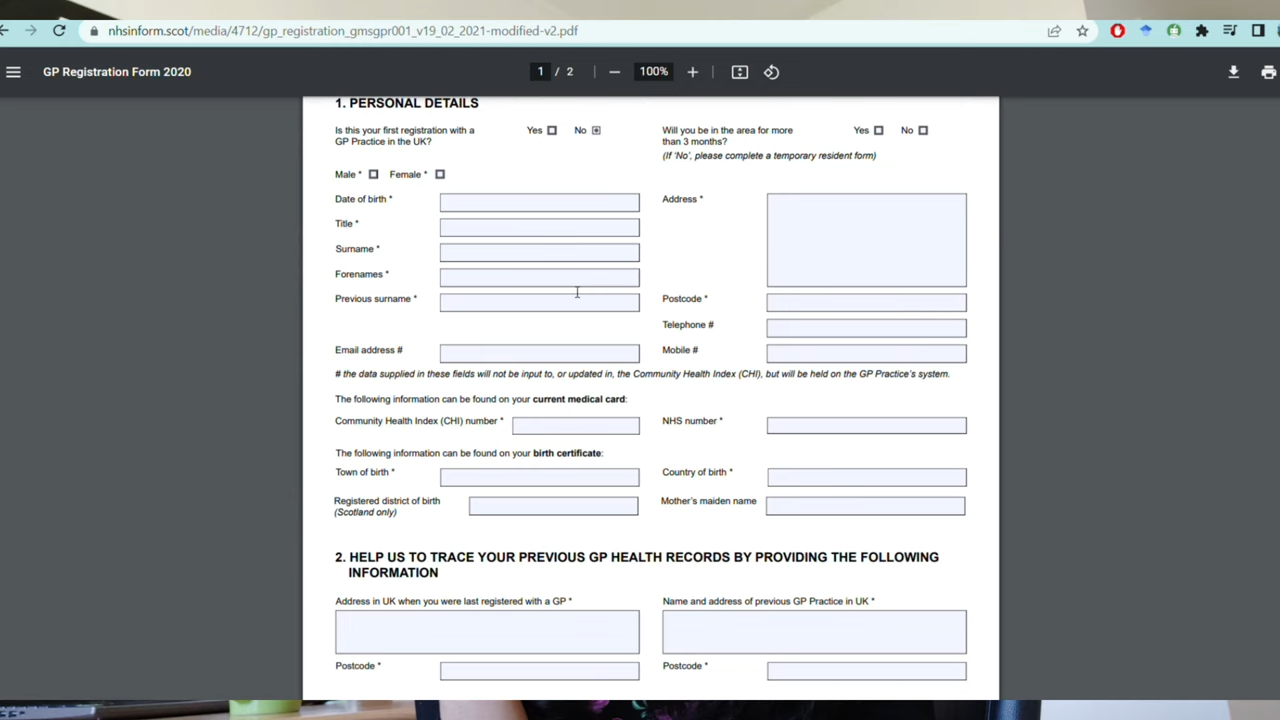 nhsinform.scot/media/4712/gp_registration_gmsgpr001_v19_02_2021-modified-v2.pdf
GP Registration Form 2020
1 / 2
100%
1. PERSONAL DETAILS
Is this your first registration with a
GP Practice in the UK?
Yes
No
Will you be in the area for more
than 3 months?
(If 'No', please complete a temporary resident form)
Yes
No
Male *
Female *
Date of birth *
Address *
Title *
Surname *
Forenames *
Previous surname *
Postcode *
Telephone #
Email address #
Mobile #
# the data supplied in these fields will not be input to, or updated in, the Community Health Index (CHI), but will be held on the GP Practice's system.
The following information can be found on your current medical card:
Community Health Index (CHI) number *
NHS number *
The following information can be found on your birth certificate:
Town of birth *
Country of birth *
Registered district of birth
(Scotland only)
Mother's maiden name
2. HELP US TO TRACE YOUR PREVIOUS GP HEALTH RECORDS BY PROVIDING THE FOLLOWING
INFORMATION
Address in UK when you were last registered with a GP *
Name and address of previous GP Practice in UK *
Postcode *
Postcode *